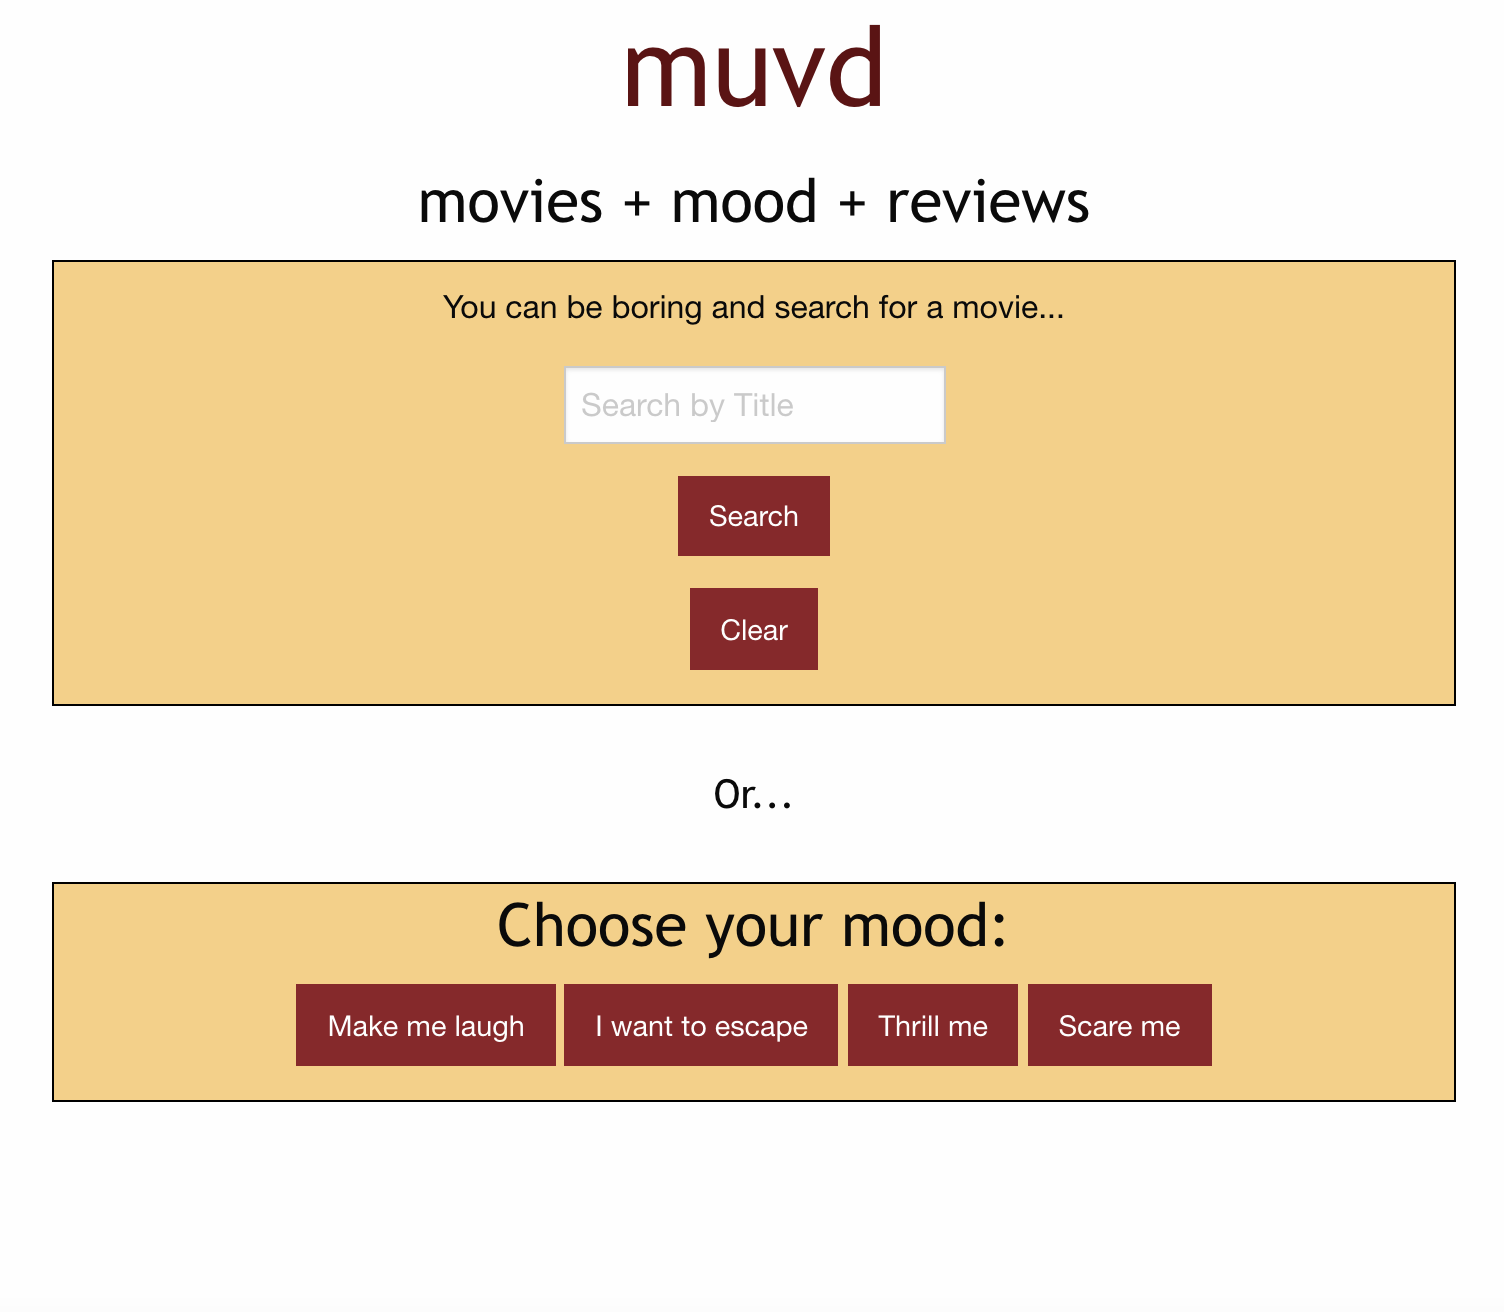 muvd
movies + mood + reviews
You can be boring and search for a movie...
Search by Title
Search
Clear
Or...
Choose your mood:
Make me laugh I want to escape Thrill me Scare me